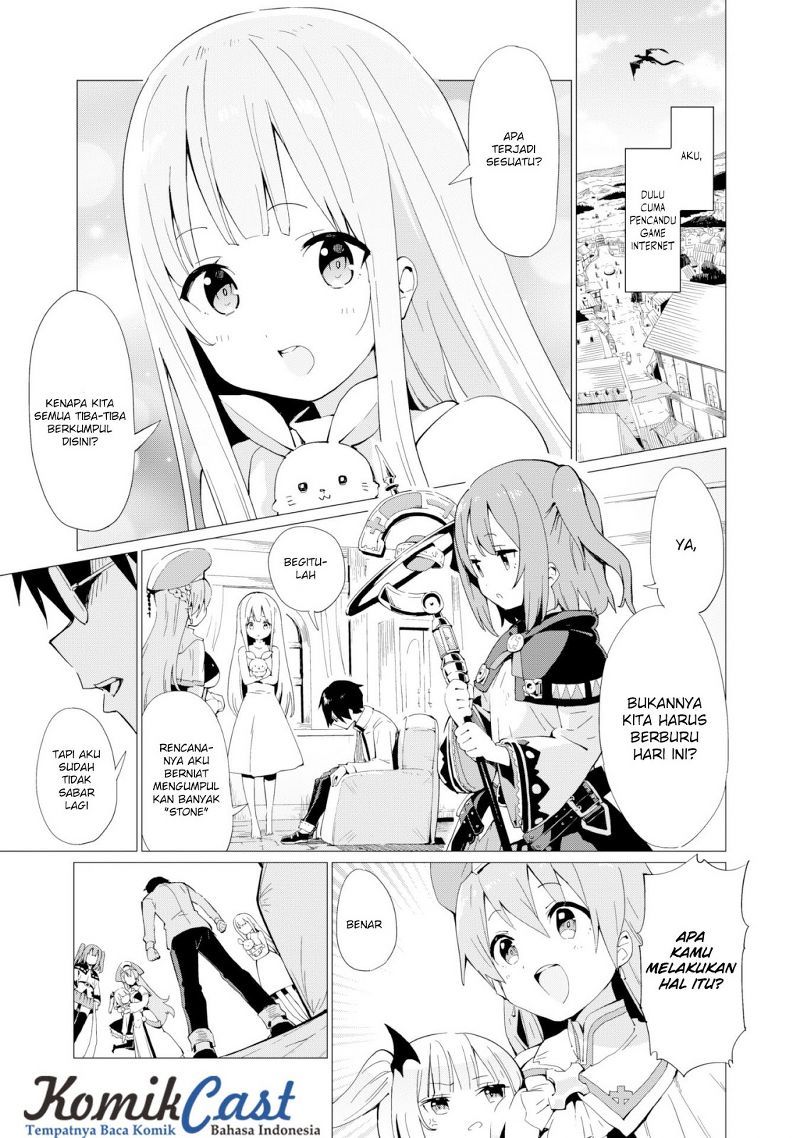 AKU,
DULU
CUMA
PENCANDU
GAME
INTERNET
APA
TERJADI
SESUATU?
KENAPA KITA
SEMUA TIBA-TIBA
BERKUMPUL
DISINI?
YA,
BUKANNYA
KITA HARUS
BERBURU
HARI INI?
BEGITU-
LAH
RENCANA-
NYA AKU
BERNIAT
MENGUMPUL
KAN BANYAK
"STONE"
TAPI AKU
SUDAH
TIDAK
SABAR
LAGI
APA
KAMU
MELAKUKAN
HAL ITU?
BENAR
KomikCast
Tempatnya Baca Komik Bahasa Indonesia